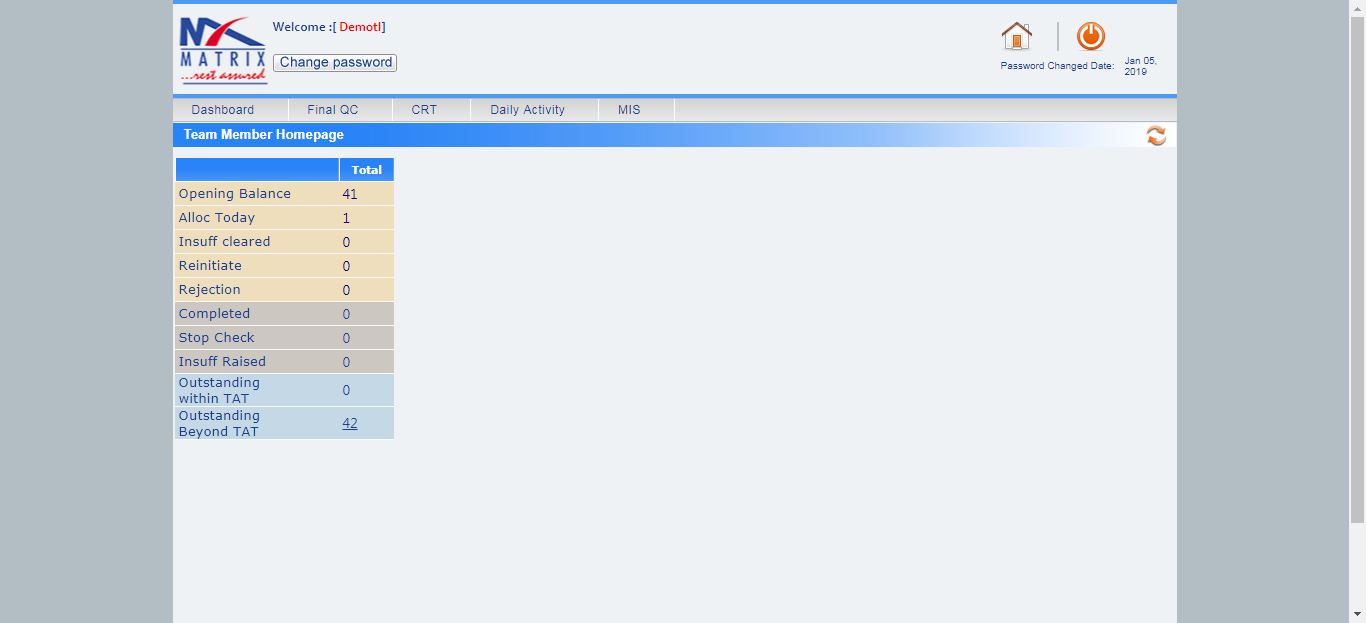 Welcome :[ Demotl]
MATRIX
...rest assured
Change password
Password Changed Date: Jan 05,
2019
Dashboard Final QC CRT Daily Activity MIS
Team Member Homepage
Total
Opening Balance 41
Alloc Today 1
Insuff cleared 0
Reinitiate 0
Rejection 0
Completed 0
Stop Check 0
Insuff Raised 0
Outstanding
within TAT 0
Outstanding
Beyond TAT 42